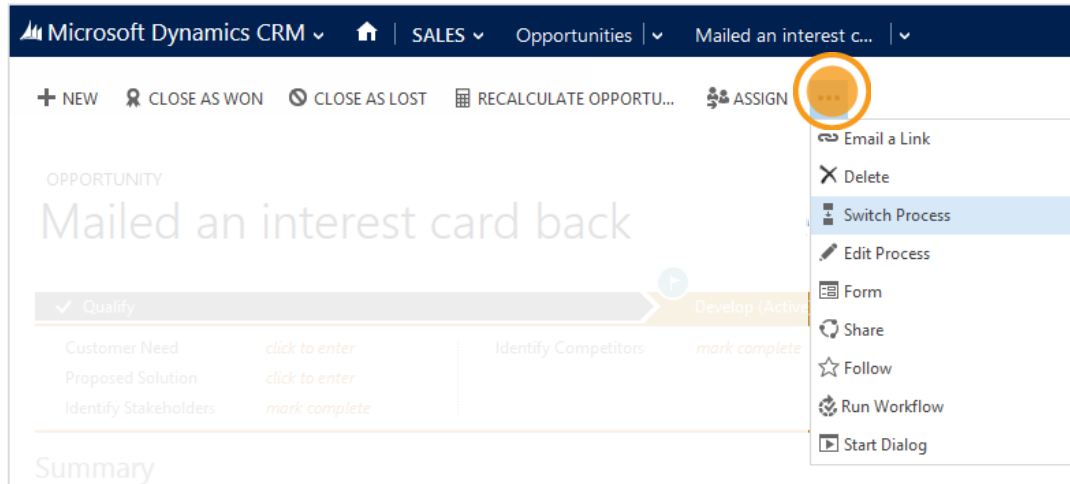 Microsoft Dynamics CRM SALES Opportunities Mailed an interest c...
NEW CLOSE AS WON CLOSE AS LOST RECALCULATE OPPORTU... ASSIGN ...
Email a Link
Delete
Switch Process
Edit Process
Form
Share
Follow
Run Workflow
Start Dialog
OPPORTUNITY
Mailed an interest card back
Qualify Develop (Active
Customer Need click to enter Identify Competitors mark complete
Proposed Solution click to enter
Identify Stakeholders mark complete
Summary